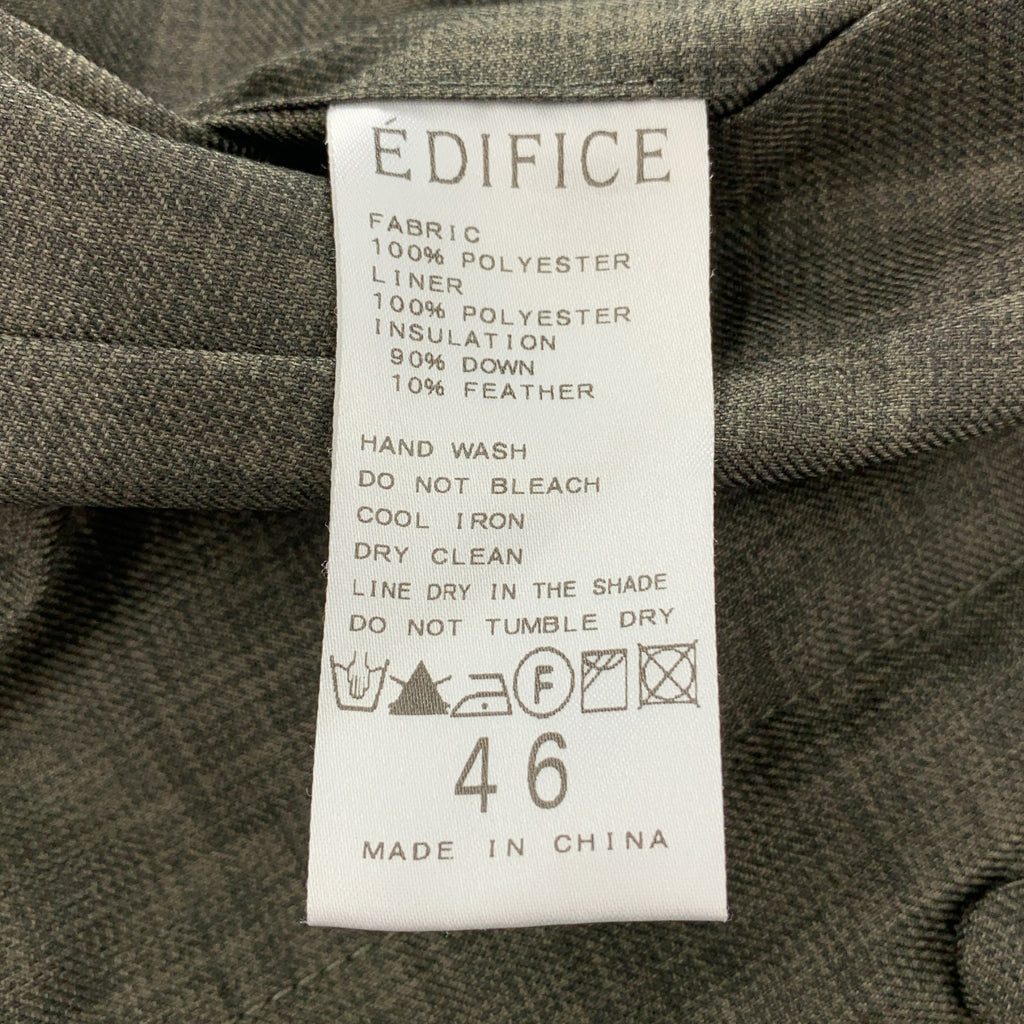 ÉDIFICE
FABRIC
100% POLYESTER
LINER
100% POLYESTER
INSULATION
90% DOWN
10% FEATHER
HAND WASH
DO NOT BLEACH
COOL IRON
DRY CLEAN
LINE DRY IN THE SHADE
DO NOT TUMBLE DRY
F
46
MADE IN CHINA